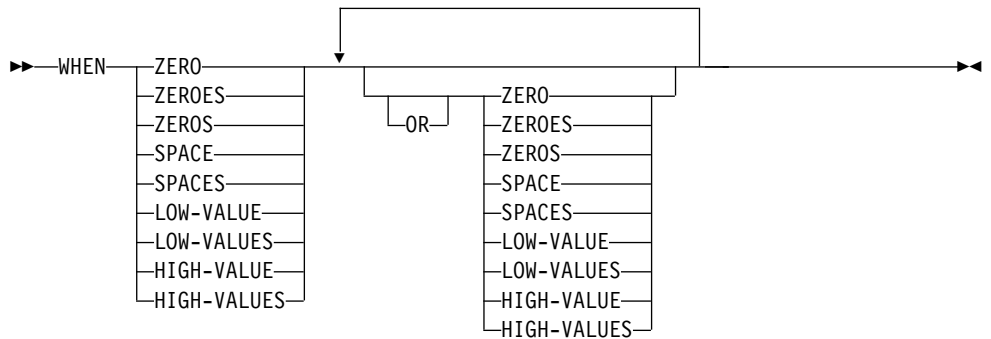 WHEN ZERO
ZEROES
ZEROS
SPACE
SPACES
LOW-VALUE
LOW-VALUES
HIGH-VALUE
HIGH-VALUES
OR ZERO
ZEROES
ZEROS
SPACE
SPACES
LOW-VALUE
LOW-VALUES
HIGH-VALUE
HIGH-VALUES